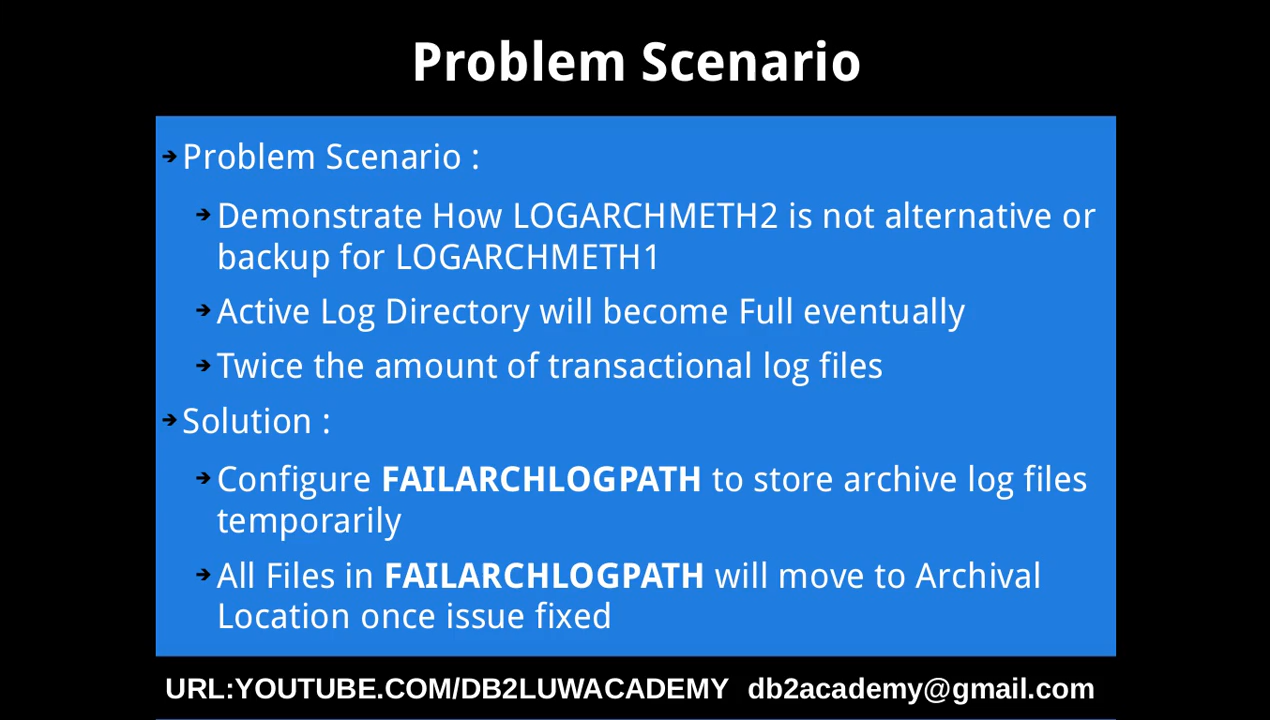 Problem Scenario
Problem Scenario :
Demonstrate How LOGARCHMETH2 is not alternative or
backup for LOGARCHMETH1
Active Log Directory will become Full eventually
Twice the amount of transactional log files
Solution :
Configure FAILARCHLOGPATH to store archive log files
temporarily
All Files in FAILARCHLOGPATH will move to Archival
Location once issue fixed
URL:YOUTUBE.COM/DB2LUWACADEMY db2academy@gmail.com